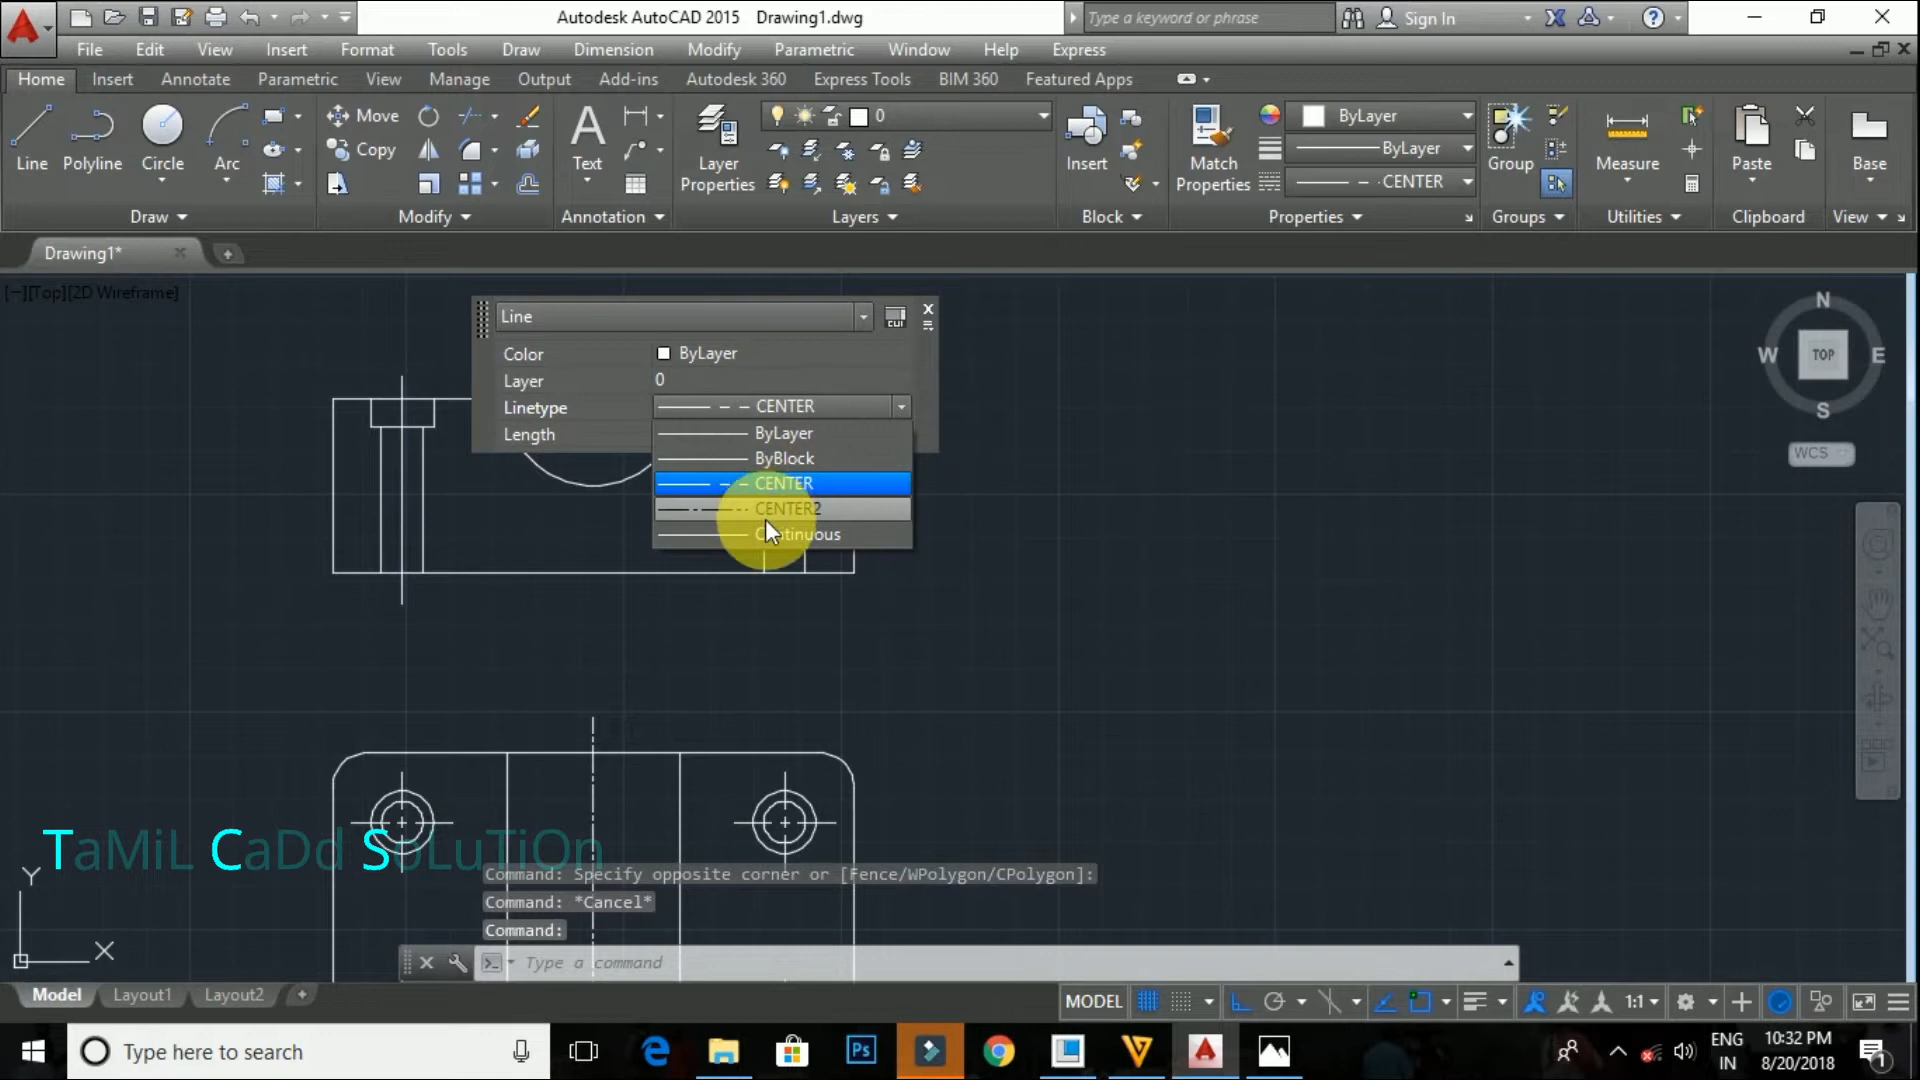 Autodesk AutoCAD 2015 Drawing1.dwg
Type a keyword or phrase
Sign In
File Edit View Insert Format Tools Draw Dimension Modify Parametric Window Help Express
Home Insert Annotate Parametric View Manage Output Add-ins Autodesk 360 Express Tools BIM 360 Featured Apps
Line Polyline Circle Arc
Move
Copy
Text
Layer Properties
0
Insert
Match Properties
ByLayer
ByLayer
CENTER
Group
Measure
Paste
Base
Draw Modify Annotation Layers Block Properties Groups Utilities Clipboard View
Drawing1*
[−][Top][2D Wireframe]
Line
CUI
Color ByLayer
Layer 0
Linetype CENTER
Length
ByLayer
ByBlock
CENTER
CENTER2
Continuous
N
W TOP E
S
WCS
TaMiL CaDd SoLuTiOn
Command: Specify opposite corner or [Fence/WPolygon/CPolygon]:
Command: *Cancel*
Command:
Type a command
Y
X
Model Layout1 Layout2
MODEL 1:1
Type here to search
Ps
ENG
IN
10:32 PM
8/20/2018
1